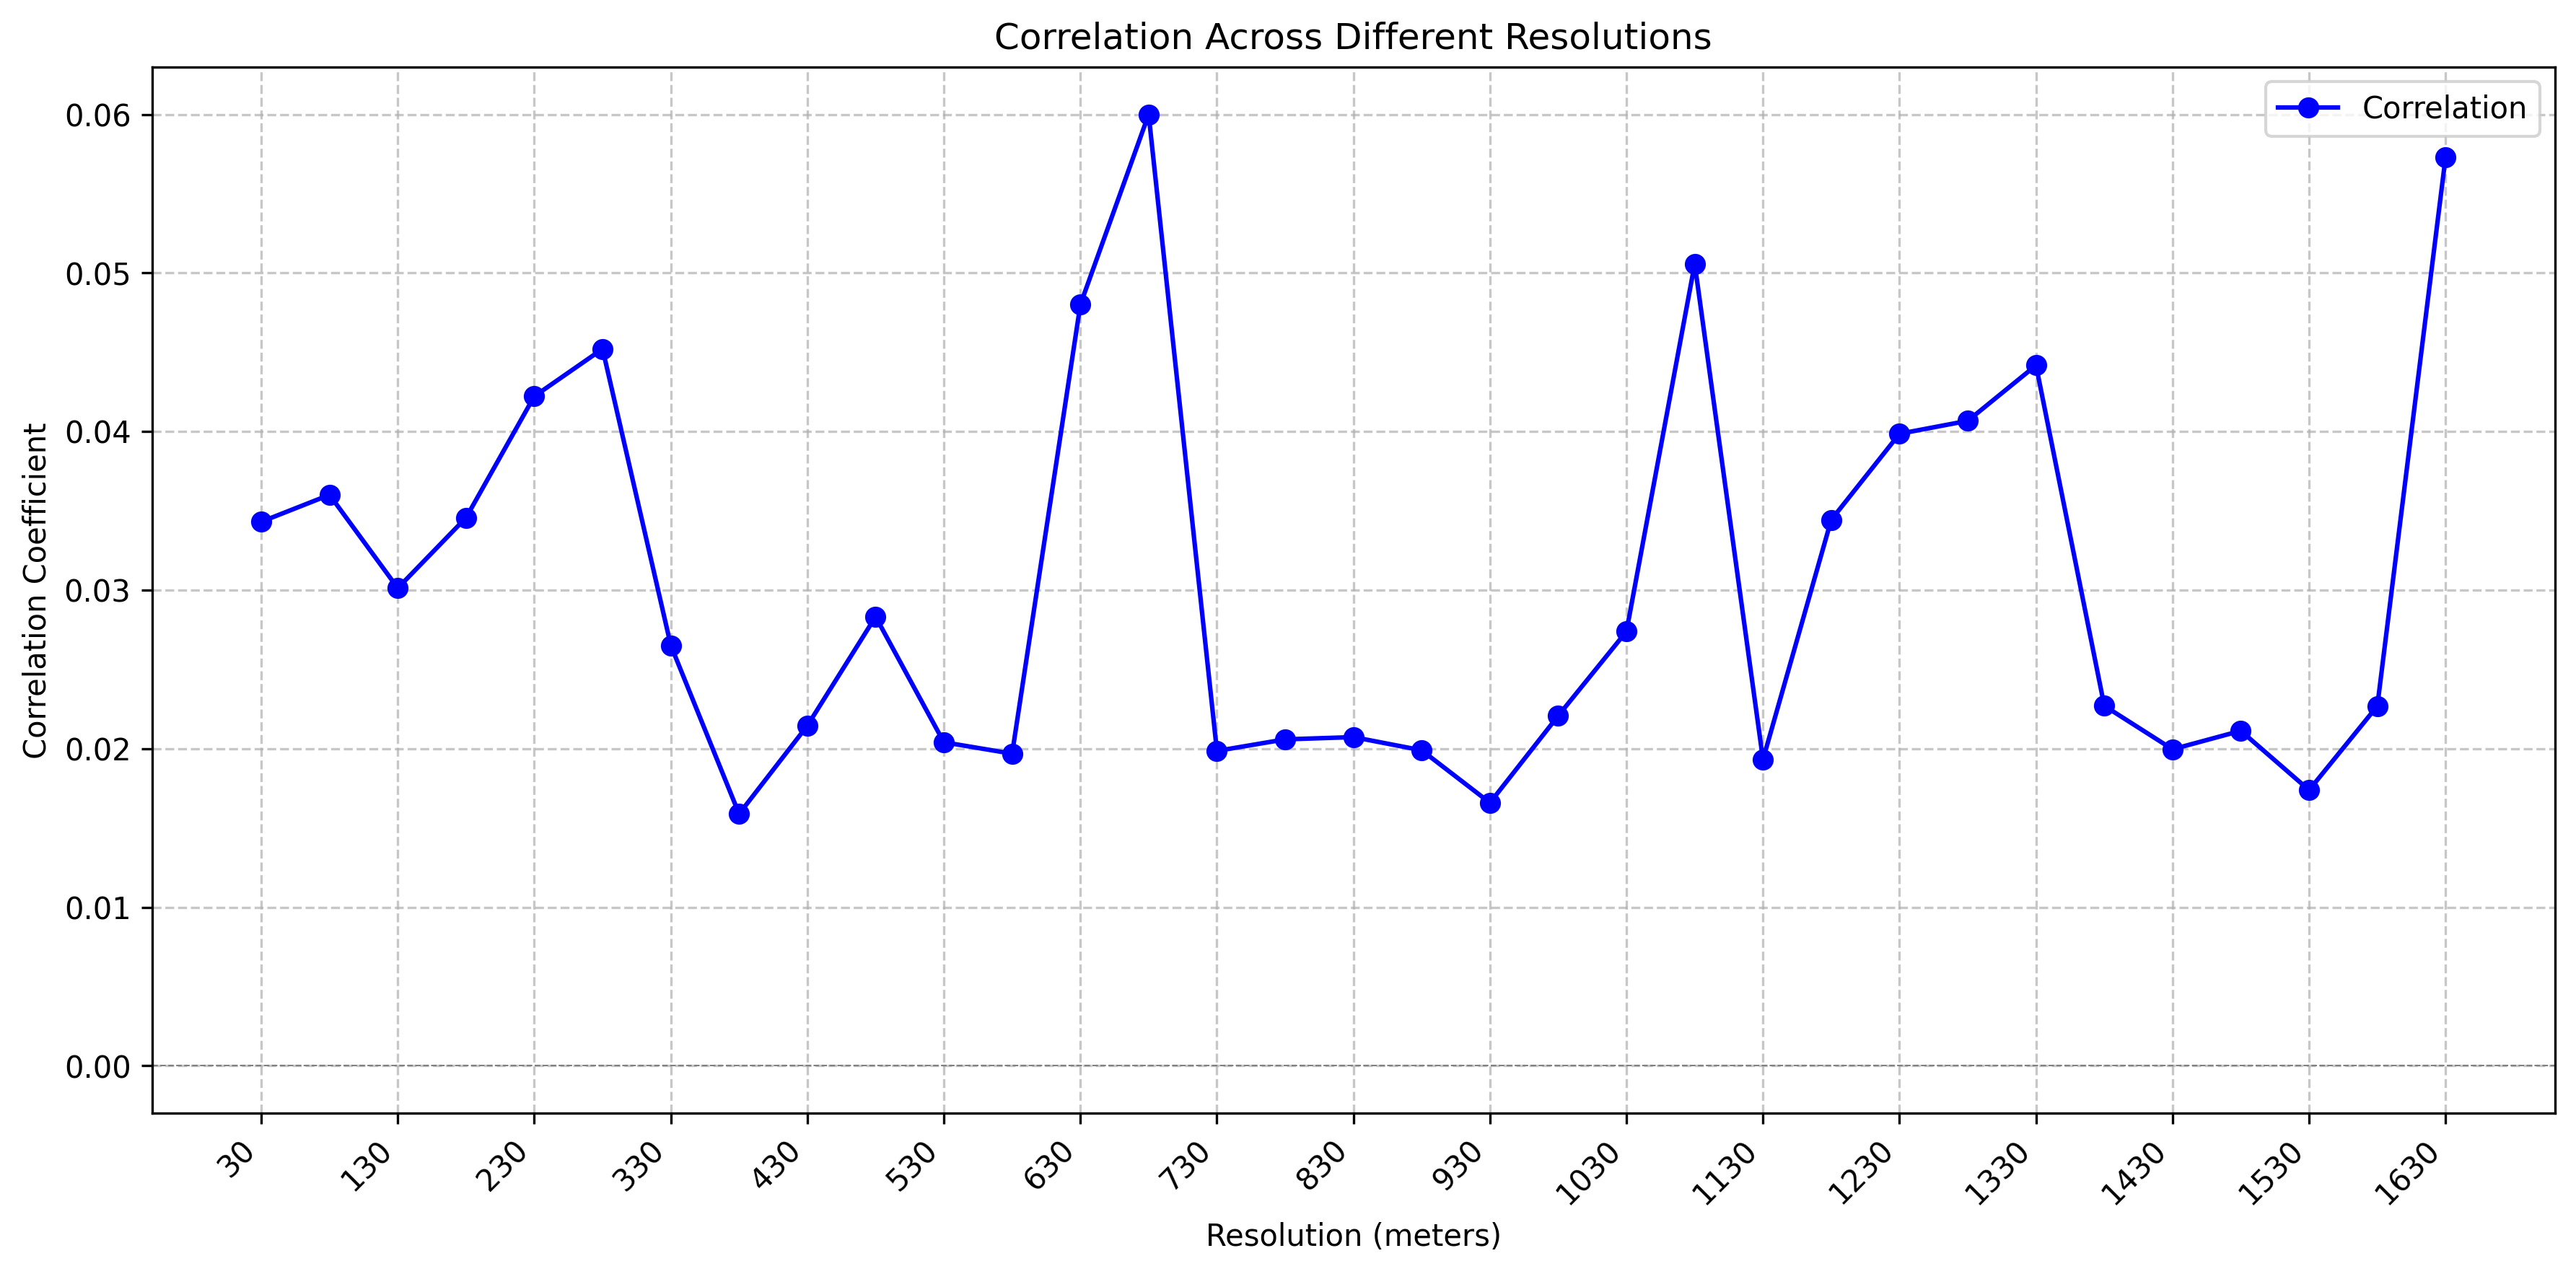 Correlation Across Different Resolutions
Correlation
0.06
0.05
0.04
0.03
0.02
0.01
0.00
Correlation Coefficient
30 130 230 330 430 530 630 730 830 930 1030 1130 1230 1330 1430 1530 1630
Resolution (meters)